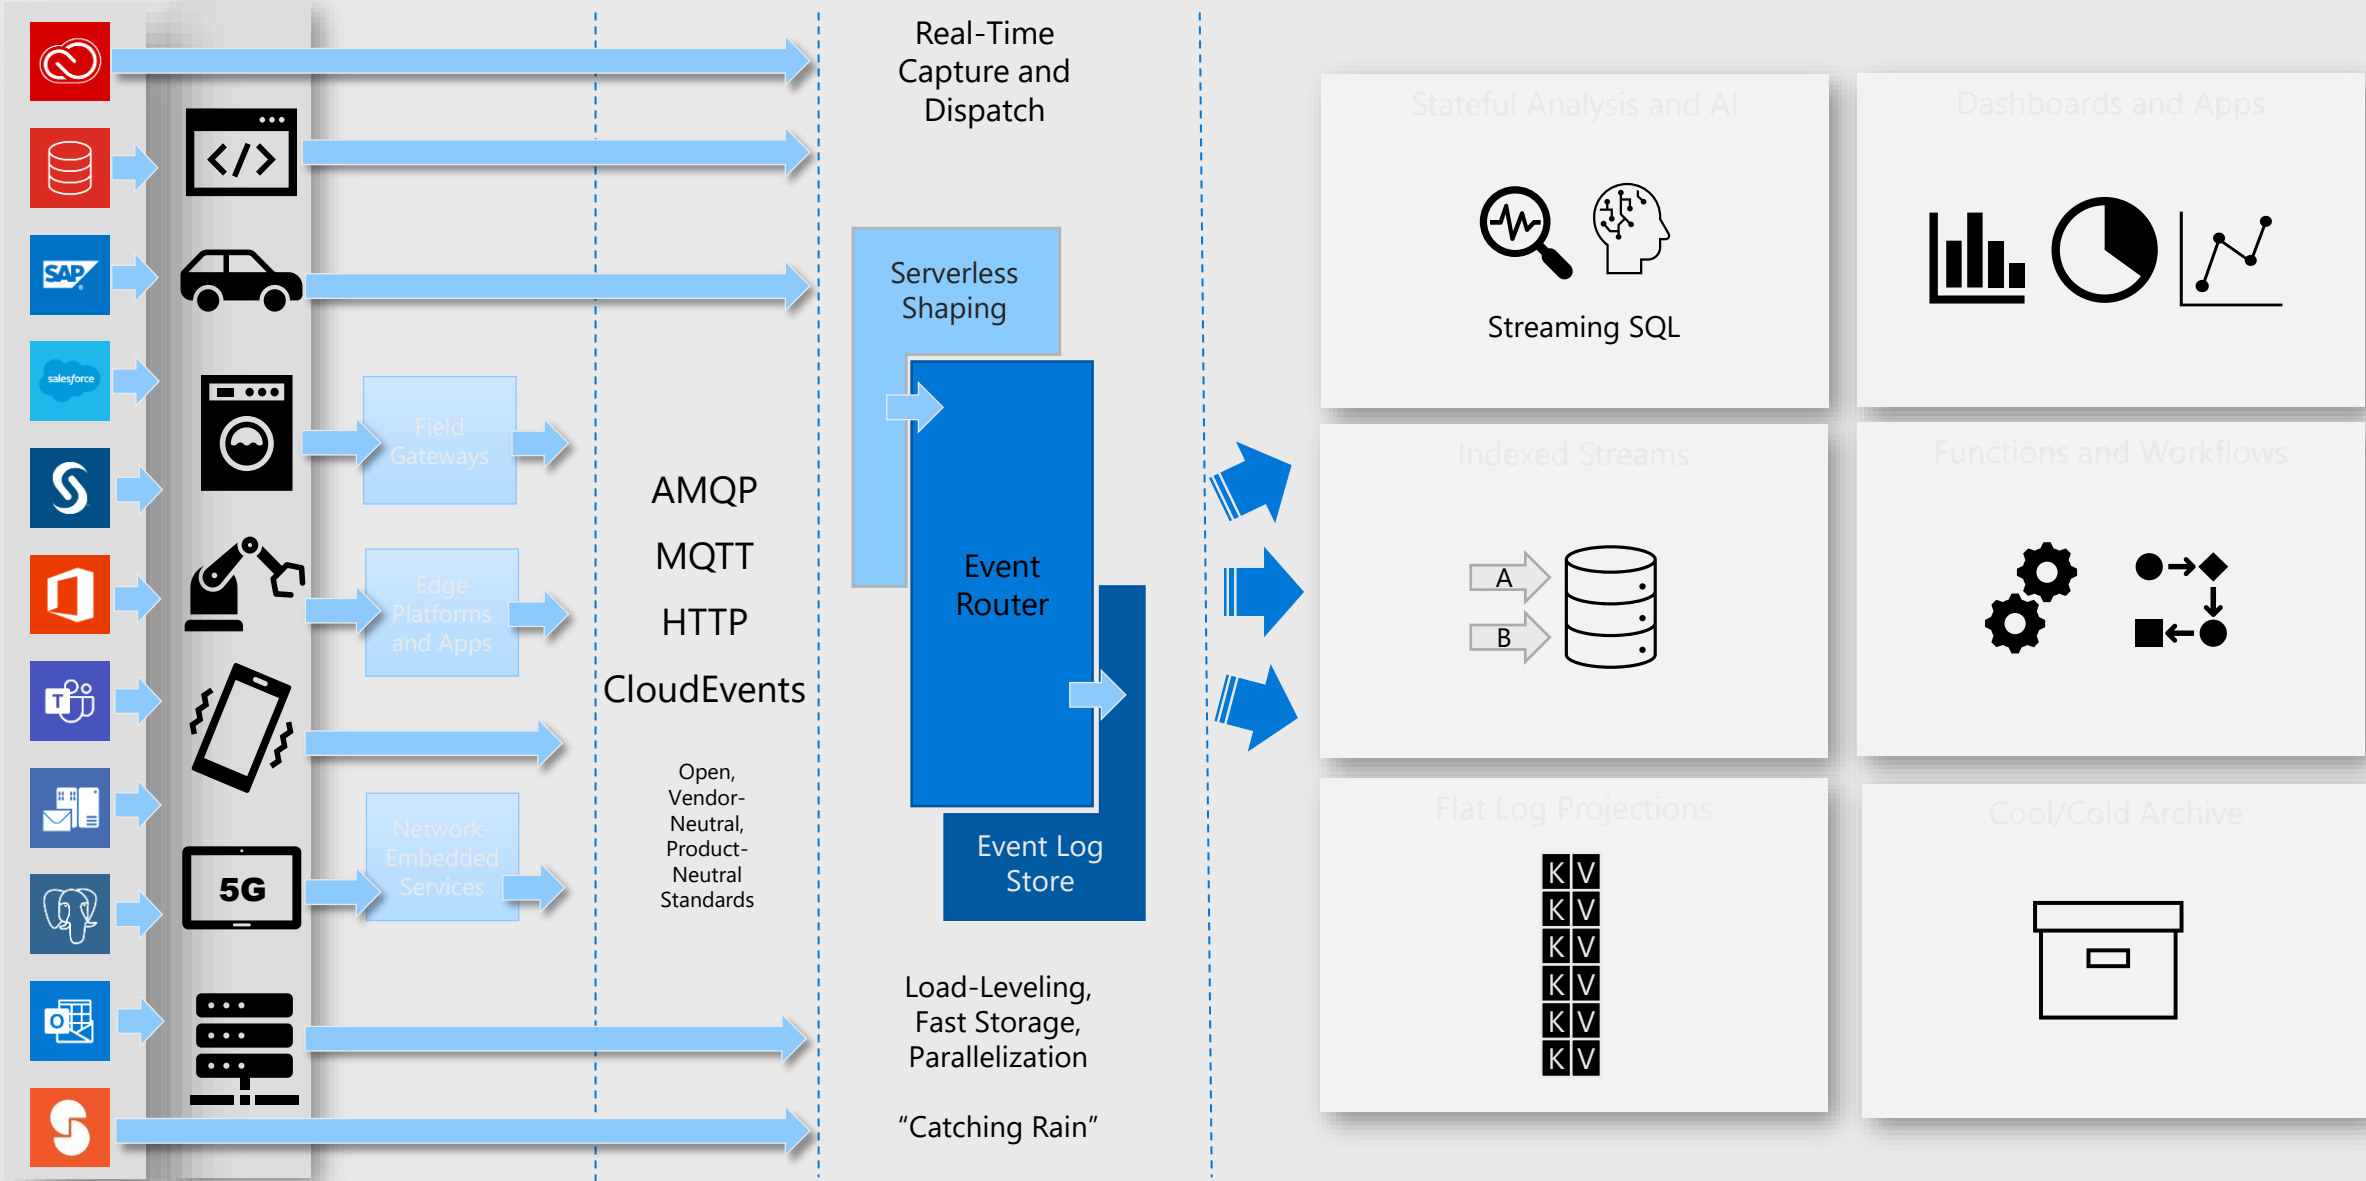 SAP
salesforce
T
O
</>
5G
Field
Gateways
Edge
Platforms
and Apps
Network-
Embedded
Services
AMQP
MQTT
HTTP
CloudEvents
Open,
Vendor-
Neutral,
Product-
Neutral
Standards
Real-Time
Capture and
Dispatch
Serverless
Shaping
Event
Router
Event Log
Store
Load-Leveling,
Fast Storage,
Parallelization
“Catching Rain”
Stateful Analysis and AI
Streaming SQL
Dashboards and Apps
Indexed Streams
A
B
Functions and Workflows
Flat Log Projections
K V
K V
K V
K V
K V
K V
Cool/Cold Archive